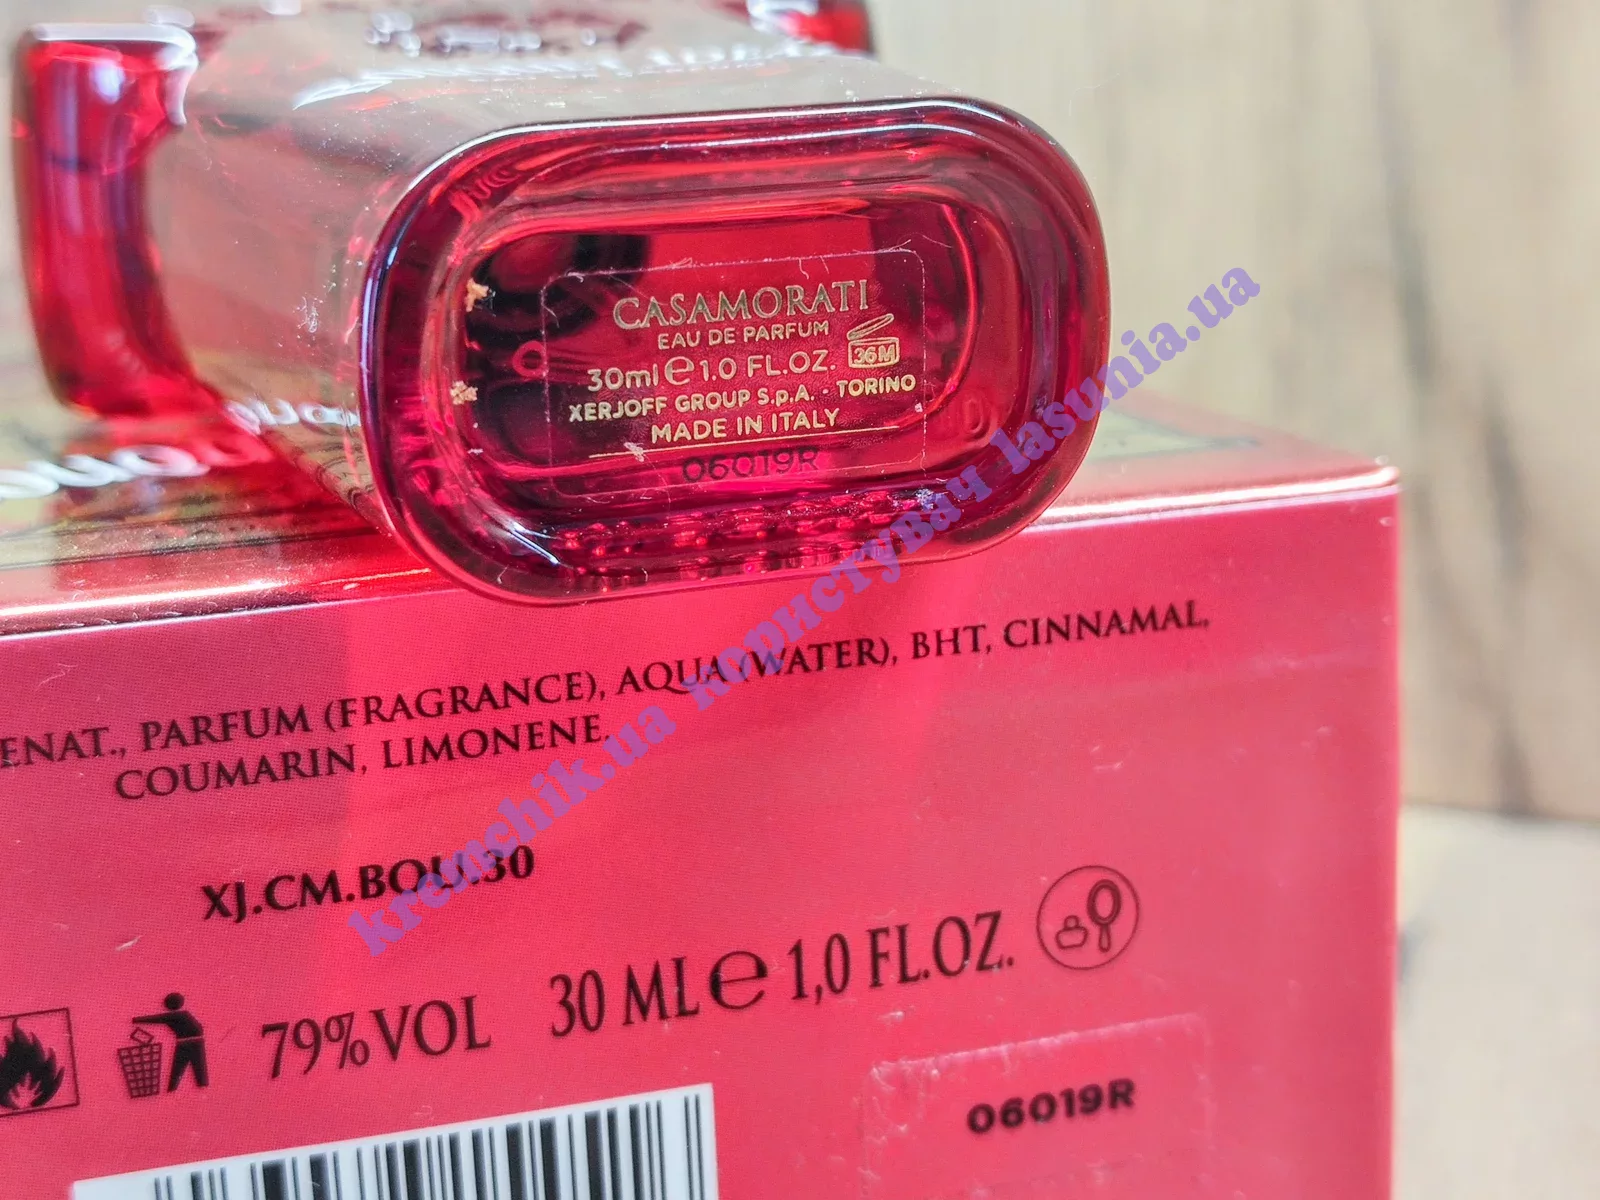 CASAMORATI
EAU DE PARFUM
30ml e 1.0 FL.OZ. 36M
XERJOFF GROUP S.p.A. · TORINO
MADE IN ITALY
06019R
ENAT., PARFUM (FRAGRANCE), AQUA (WATER), BHT, CINNAMAL,
COUMARIN, LIMONENE.
XJ.CM.BOU.30
79%VOL 30 ML e 1,0 FL.OZ.
06019R
kremchik.ua користуВач lasunia.ua